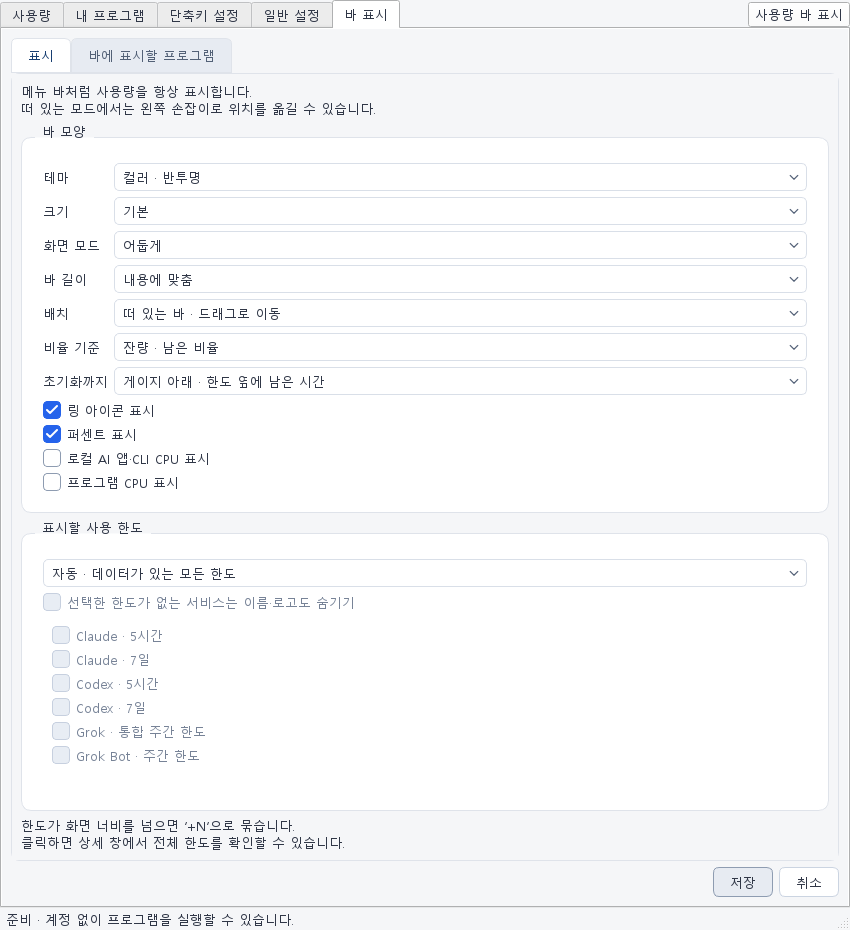 사용량
내 프로그램
단축키 설정
일반 설정
바 표시
사용량 바 표시
표시
바에 표시할 프로그램
메뉴 바처럼 사용량을 항상 표시합니다.
떠 있는 모드에서는 왼쪽 손잡이로 위치를 옮길 수 있습니다.
바 모양
테마
컬러 · 반투명
크기
기본
화면 모드
어둡게
바 길이
내용에 맞춤
배치
떠 있는 바 · 드래그로 이동
비율 기준
잔량 · 남은 비율
초기화까지
게이지 아래 · 한도 옆에 남은 시간
링 아이콘 표시
퍼센트 표시
로컬 AI 앱·CLI CPU 표시
프로그램 CPU 표시
표시할 사용 한도
자동 · 데이터가 있는 모든 한도
선택한 한도가 없는 서비스는 이름·로고도 숨기기
Claude · 5시간
Claude · 7일
Codex · 5시간
Codex · 7일
Grok · 통합 주간 한도
Grok Bot · 주간 한도
한도가 화면 너비를 넘으면 '+N'으로 묶습니다.
클릭하면 상세 창에서 전체 한도를 확인할 수 있습니다.
저장
취소
준비 · 계정 없이 프로그램을 실행할 수 있습니다.